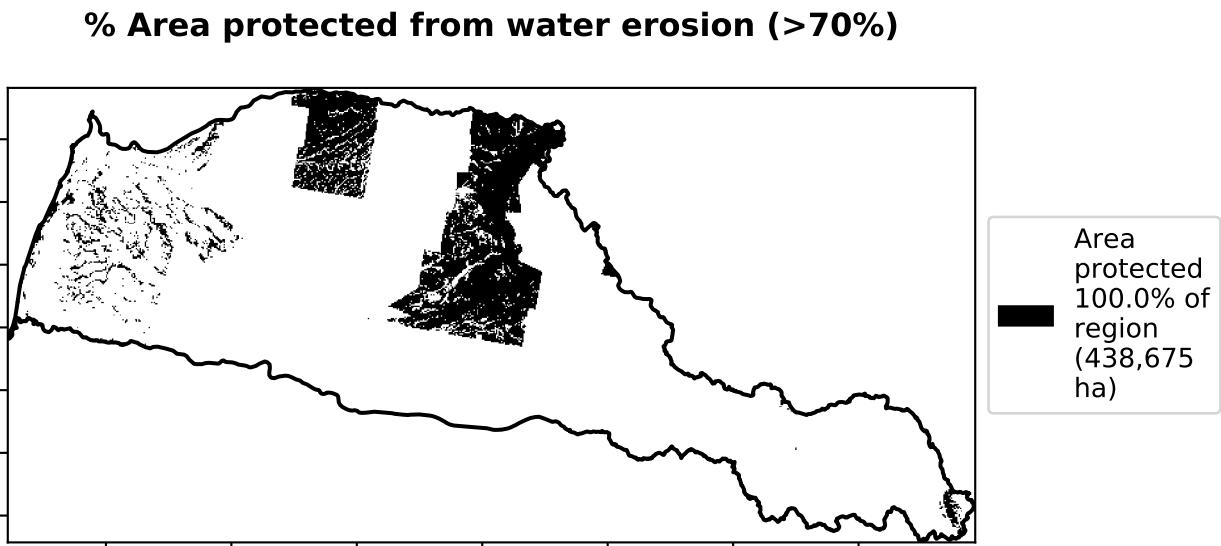 % Area protected from water erosion (>70%)
Area
protected
100.0% of
region
(438,675
ha)